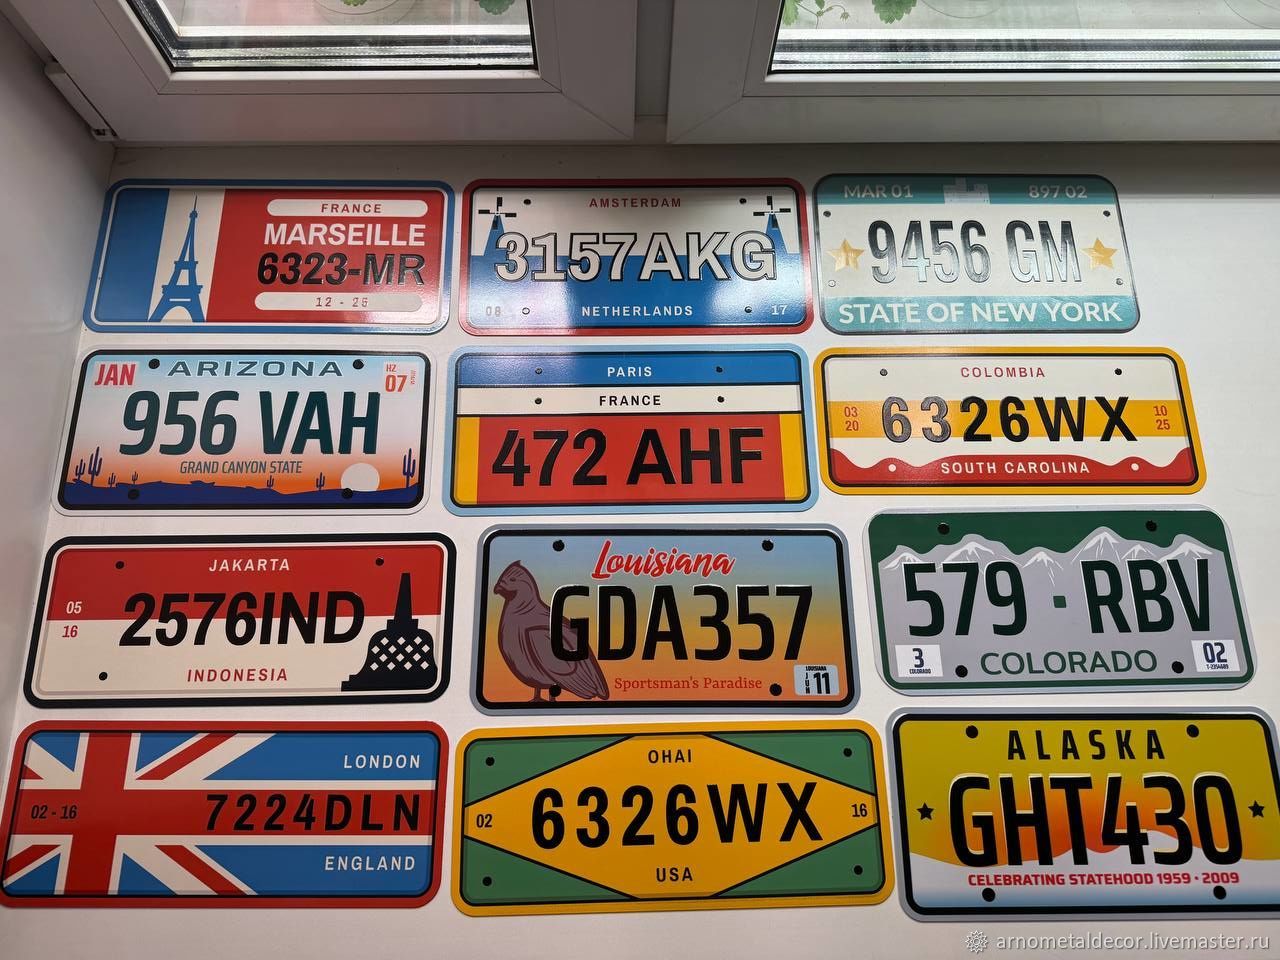 FRANCE
MARSEILLE
6323-MR
12 - 26
AMSTERDAM
3157AKG
08 NETHERLANDS 17
MAR 01 897 02
9456 GM
STATE OF NEW YORK
JAN ARIZONA HZ 07
956 VAH
GRAND CANYON STATE
PARIS
FRANCE
472 AHF
COLOMBIA
03 20 6326WX 10 25
SOUTH CAROLINA
JAKARTA
05 16 2576IND
INDONESIA
Louisiana
GDA357
Sportsman's Paradise
LOUISIANA
JUN 11
579 RBV
3 COLORADO COLORADO 02
LONDON
02 - 16 7224DLN
ENGLAND
OHAI
02 6326WX 16
USA
ALASKA
GHT430
CELEBRATING STATEHOOD 1959 • 2009
arnometaldecor.livemaster.ru